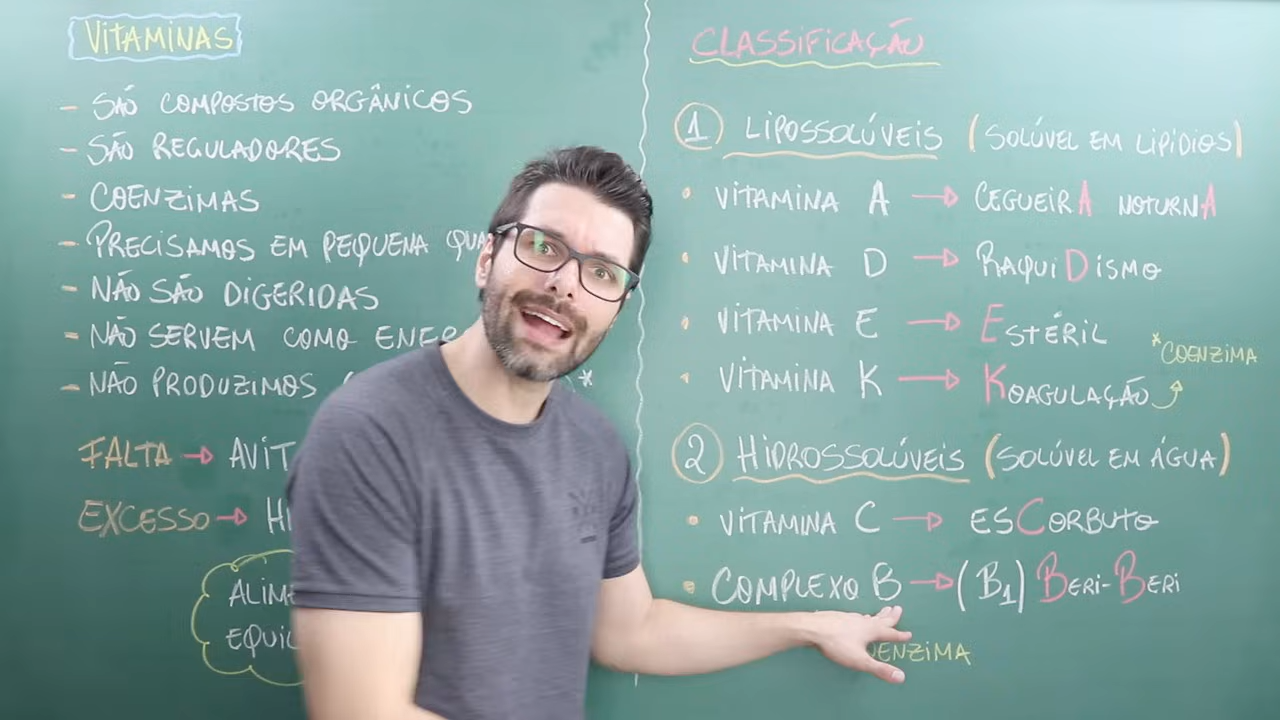 VITAMINAS
- SÃO COMPOSTOS ORGÂNICOS
- SÃO REGULADORES
- COENZIMAS
- PRECISAMOS EM PEQUENA
- NÃO SÃO DIGERIDAS
- NÃO SERVEM COMO
- NÃO PRODUZIMOS *
FALTA →
EXCESSO →
CLASSIFICAÇÃO
1 LIPOSSOLÚVEIS (SOLÚVEL EM LIPÍDIOS)
• VITAMINA A → CEGUEIRA NOTURNA
• VITAMINA D → RAQUIDISMO
• VITAMINA E → ESTÉRIL
• VITAMINA K → KOAGULAÇÃO
*COENZIMA
2 HIDROSSOLÚVEIS (SOLÚVEL EM ÁGUA)
• VITAMINA C → ESCORBUTO
• COMPLEXO B → (B1) BERI-BERI